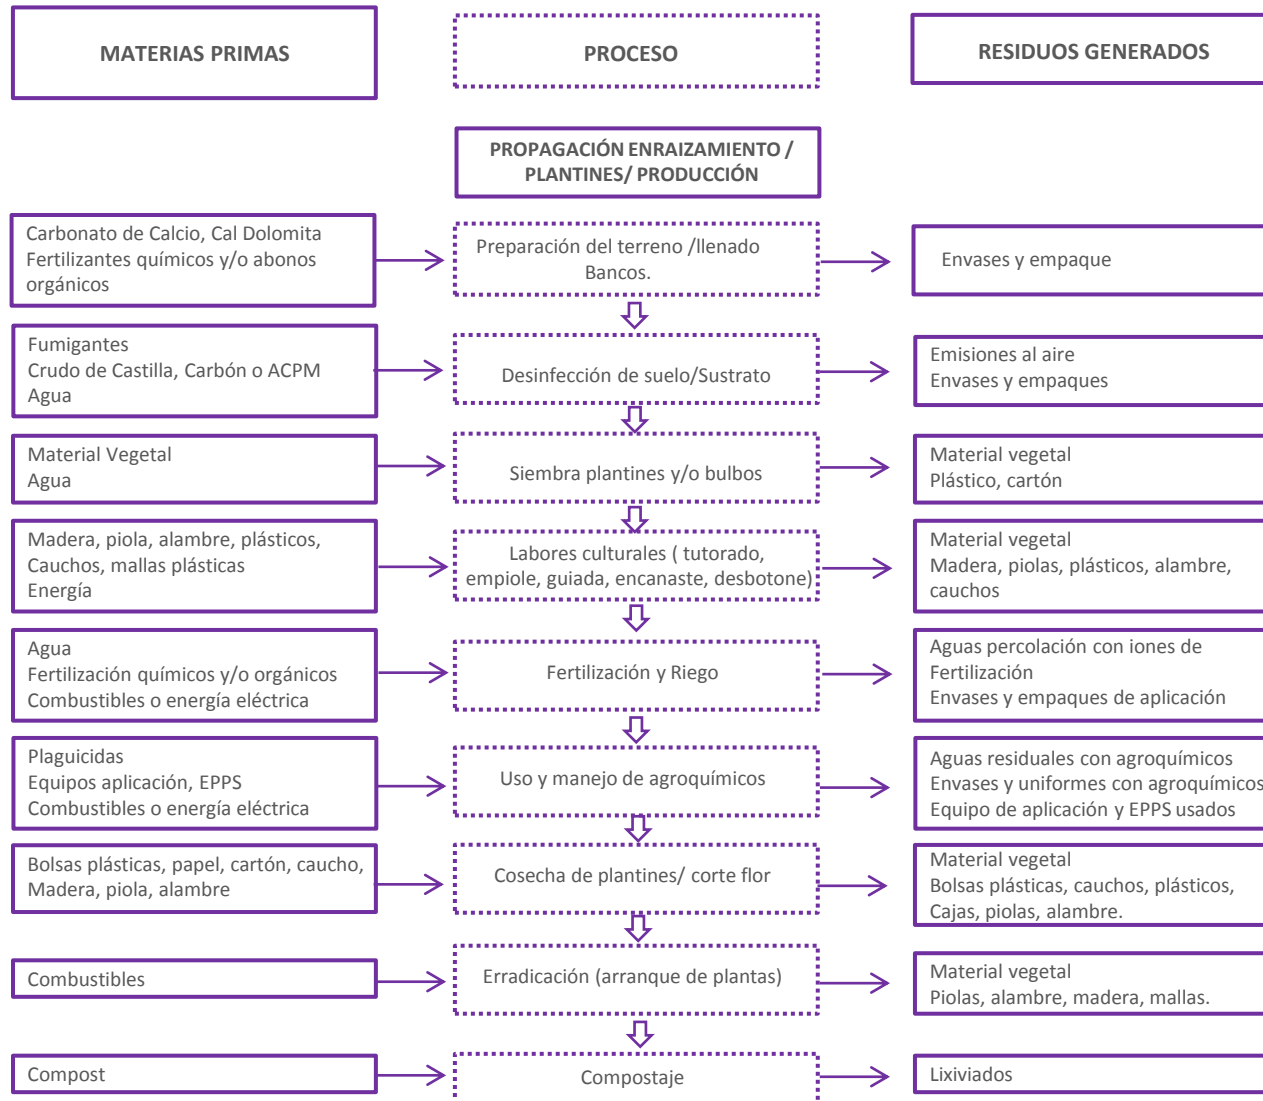 MATERIAS PRIMAS
PROCESO
RESIDUOS GENERADOS
PROPAGACIÓN ENRAIZAMIENTO /
PLANTINES/ PRODUCCIÓN
Carbonato de Calcio, Cal Dolomita
Fertilizantes químicos y/o abonos
orgánicos
Preparación del terreno /llenado
Bancos.
Envases y empaque
Fumigantes
Crudo de Castilla, Carbón o ACPM
Agua
Desinfección de suelo/Sustrato
Emisiones al aire
Envases y empaques
Material Vegetal
Agua
Siembra plantines y/o bulbos
Material vegetal
Plástico, cartón
Madera, piola, alambre, plásticos,
Cauchos, mallas plásticas
Energía
Labores culturales ( tutorado,
empiole, guiada, encanaste, desbotone)
Material vegetal
Madera, piolas, plásticos, alambre,
cauchos
Agua
Fertilización químicos y/o orgánicos
Combustibles o energía eléctrica
Fertilización y Riego
Aguas percolación con iones de
Fertilización
Envases y empaques de aplicación
Plaguicidas
Equipos aplicación, EPPS
Combustibles o energía eléctrica
Uso y manejo de agroquímicos
Aguas residuales con agroquímicos
Envases y uniformes con agroquímicos
Equipo de aplicación y EPPS usados
Bolsas plásticas, papel, cartón, caucho,
Madera, piola, alambre
Cosecha de plantines/ corte flor
Material vegetal
Bolsas plásticas, cauchos, plásticos,
Cajas, piolas, alambre.
Combustibles
Erradicación (arranque de plantas)
Material vegetal
Piolas, alambre, madera, mallas.
Compost
Compostaje
Lixiviados